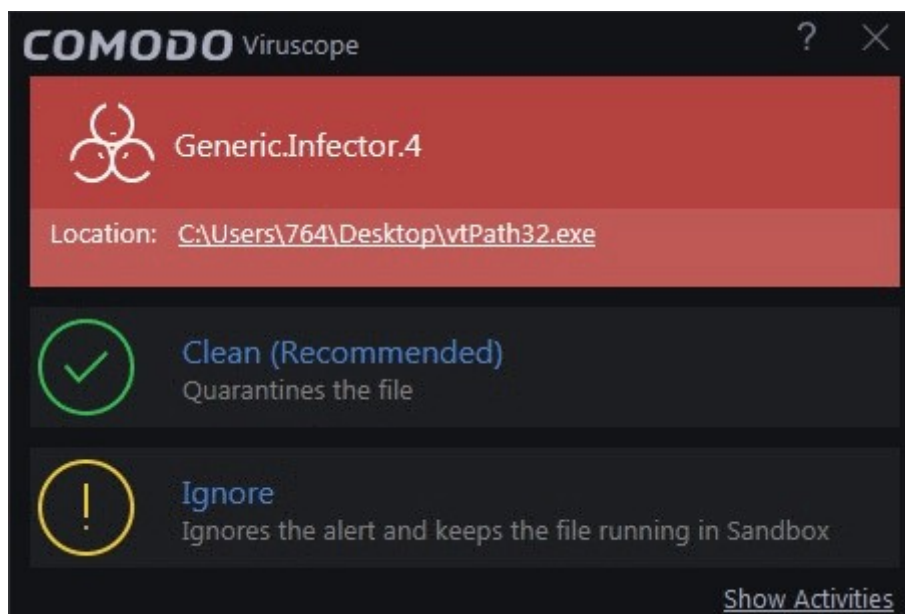 COMODO Viruscope ? ×
Generic.Infector.4
Location: C:\Users\764\Desktop\vtPath32.exe
Clean (Recommended)
Quarantines the file
!
Ignore
Ignores the alert and keeps the file running in Sandbox
Show Activities